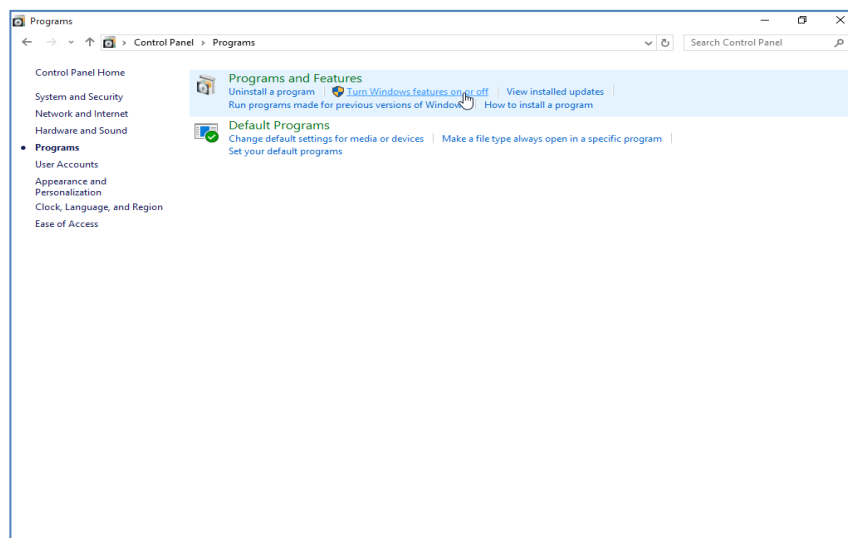 Programs
Control Panel > Programs
Search Control Panel
Control Panel Home
System and Security
Network and Internet
Hardware and Sound
Programs
User Accounts
Appearance and
Personalization
Clock, Language, and Region
Ease of Access
Programs and Features
Uninstall a program | Turn Windows features on or off | View installed updates
Run programs made for previous versions of Windows | How to install a program
Default Programs
Change default settings for media or devices | Make a file type always open in a specific program
Set your default programs